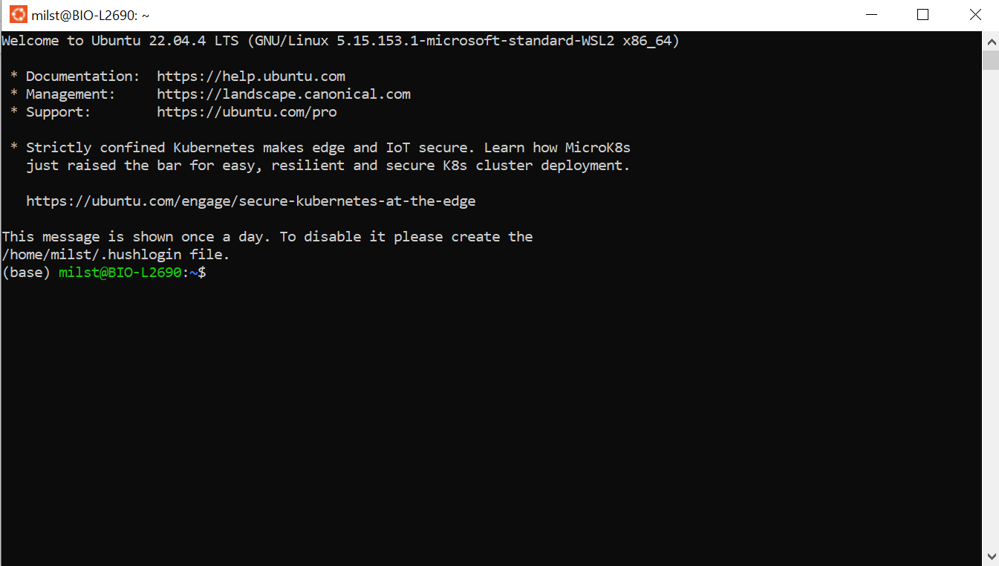 milst@BIO-L2690: ~
Welcome to Ubuntu 22.04.4 LTS (GNU/Linux 5.15.153.1-microsoft-standard-WSL2 x86_64)
* Documentation:  https://help.ubuntu.com
* Management:     https://landscape.canonical.com
* Support:        https://ubuntu.com/pro
* Strictly confined Kubernetes makes edge and IoT secure. Learn how MicroK8s
just raised the bar for easy, resilient and secure K8s cluster deployment.
https://ubuntu.com/engage/secure-kubernetes-at-the-edge
This message is shown once a day. To disable it please create the
/home/milst/.hushlogin file.
(base) milst@BIO-L2690:~$